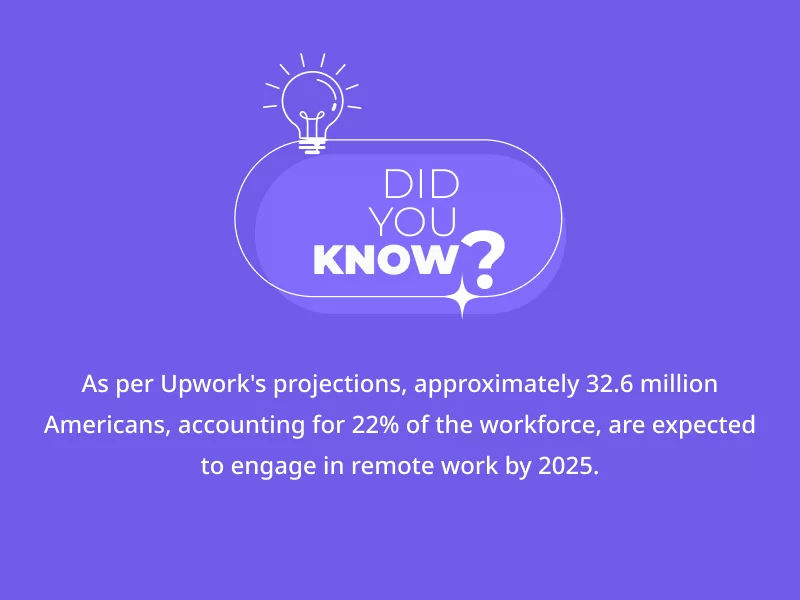 DID
YOU
KNOW?
As per Upwork's projections, approximately 32.6 million
Americans, accounting for 22% of the workforce, are expected
to engage in remote work by 2025.